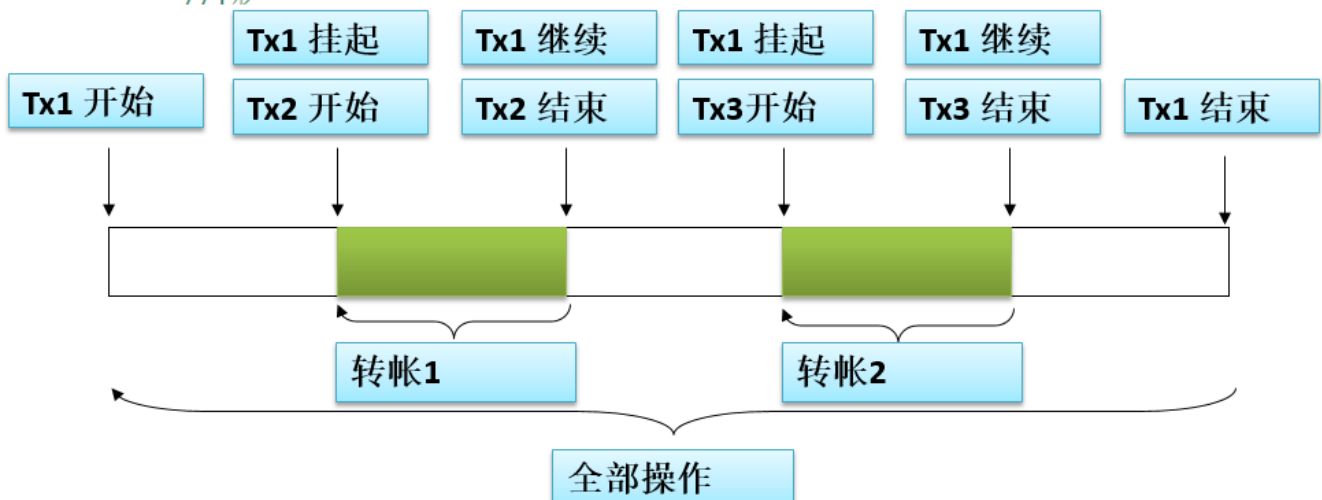 Tx1 挂起
Tx1 继续
Tx1 挂起
Tx1 继续
Tx1 开始
Tx2 开始
Tx2 结束
Tx3开始
Tx3 结束
Tx1 结束
转帐1
转帐2
全部操作